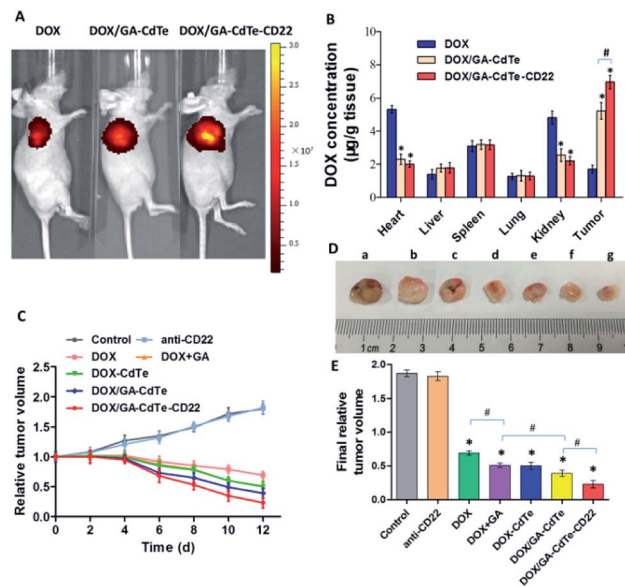 A
DOX DOX/GA-CdTe DOX/GA-CdTe-CD22
3.0
2.5
2.0
×10⁷
1.5
1.0
0.5
B
DOX
DOX/GA-CdTe
DOX/GA-CdTe-CD22
DOX concentration
(µg/g tissue)
10
8
6
4
2
0
* * * * * * #
Heart Liver Spleen Lung Kidney Tumor
C
Control anti-CD22
DOX DOX+GA
DOX-CdTe
DOX/GA-CdTe
DOX/GA-CdTe-CD22
Relative tumor volume
2.5
2.0
1.5
1.0
0.5
0.0
0 2 4 6 8 10 12
Time (d)
D
a b c d e f g
1cm 2 3 4 5 6 7 8 9 10
E
Final relative
tumor volume
2.0
1.5
1.0
0.5
0.0
# # #
* * * * *
Control anti-CD22 DOX DOX+GA DOX-CdTe DOX/GA-CdTe DOX/GA-CdTe-CD22